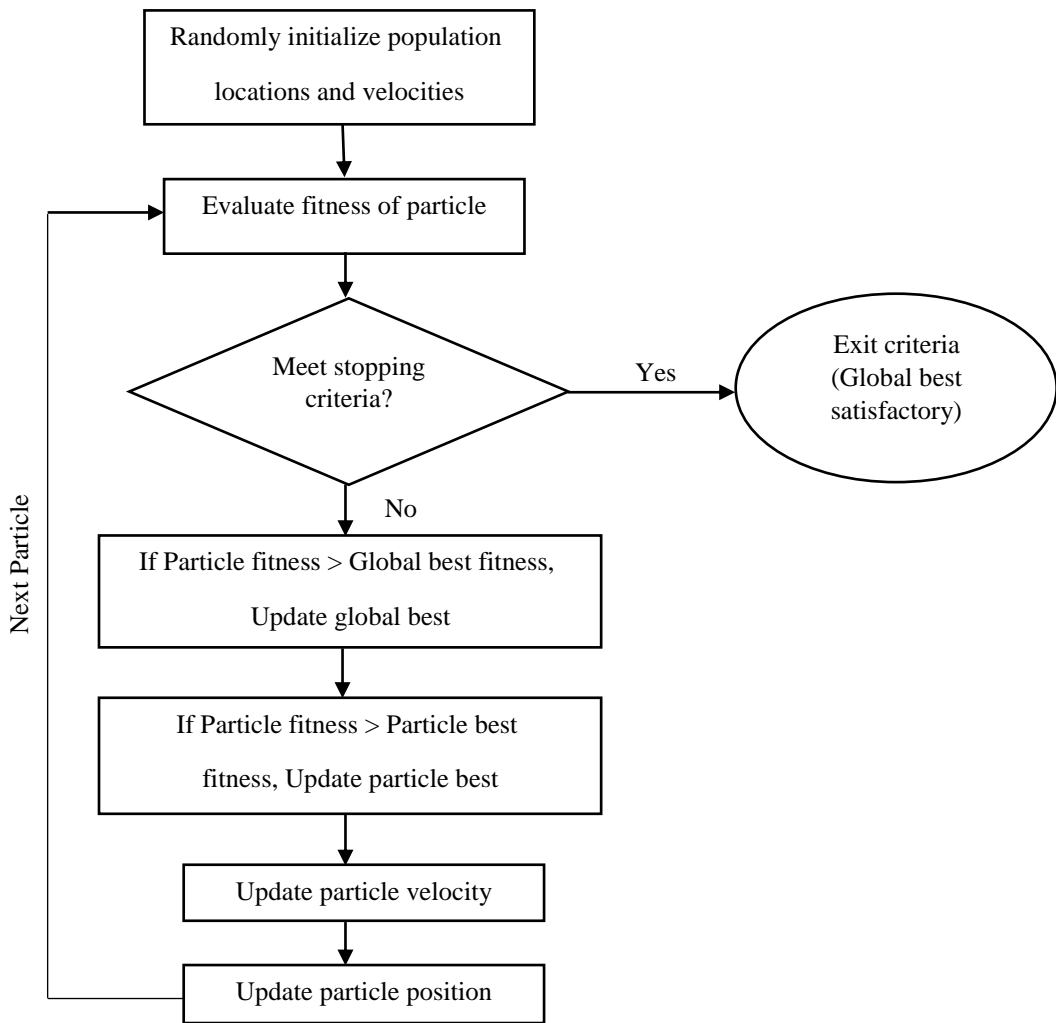 Randomly initialize population
locations and velocities
Evaluate fitness of particle
Meet stopping
criteria?
Yes
Exit criteria
(Global best
satisfactory)
No
If Particle fitness > Global best fitness,
Update global best
If Particle fitness > Particle best
fitness, Update particle best
Update particle velocity
Update particle position
Next Particle